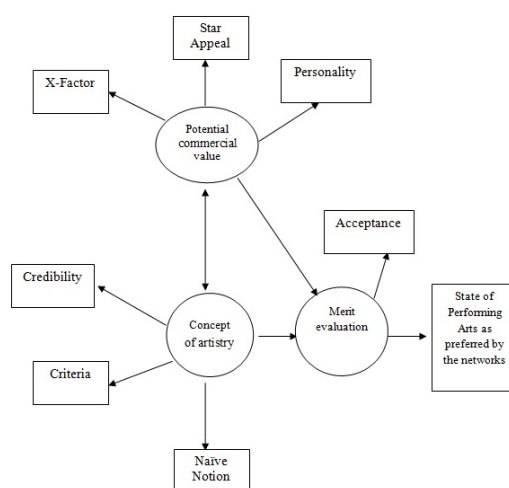 Star
Appeal
X-Factor
Personality
Potential
commercial
value
Acceptance
Credibility
Concept
of artistry
Merit
evaluation
State of
Performing
Arts as
preferred by
the networks
Criteria
Naïve
Notion